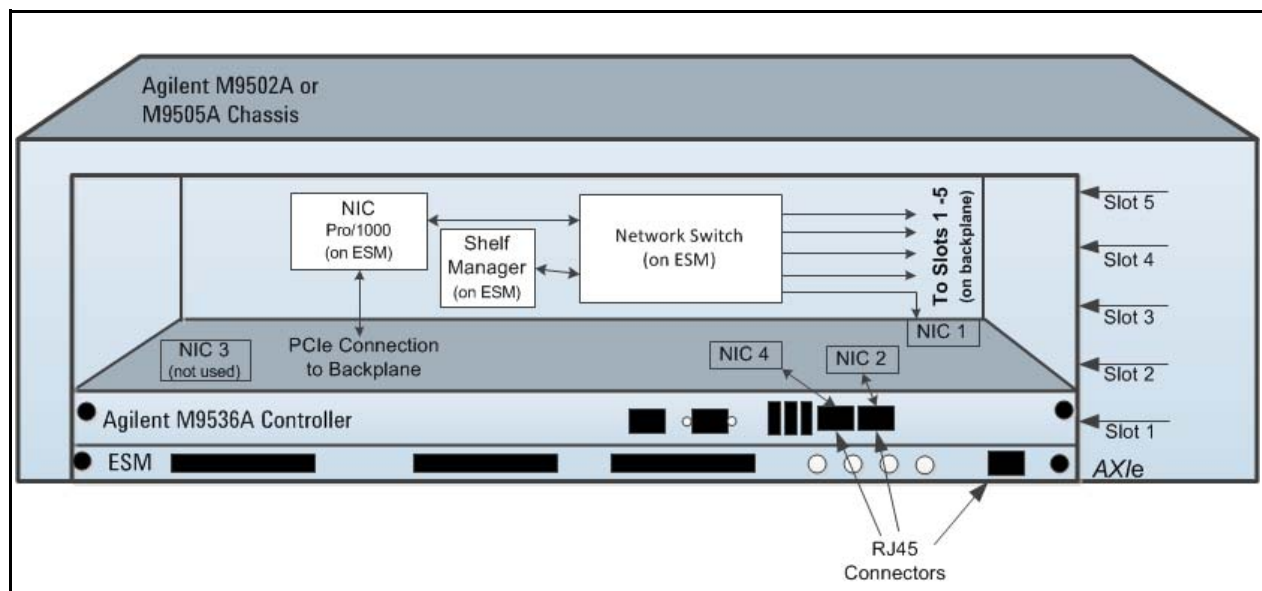 Agilent M9502A or
M9505A Chassis
NIC
Pro/1000
(on ESM)
Shelf
Manager
(on ESM)
Network Switch
(on ESM)
To Slots 1 -5
(on backplane)
NIC 1
NIC 3
(not used)
PCIe Connection
to Backplane
NIC 4
NIC 2
Slot 5
Slot 4
Slot 3
Slot 2
Slot 1
Agilent M9536A Controller
ESM
AXIe
RJ45
Connectors